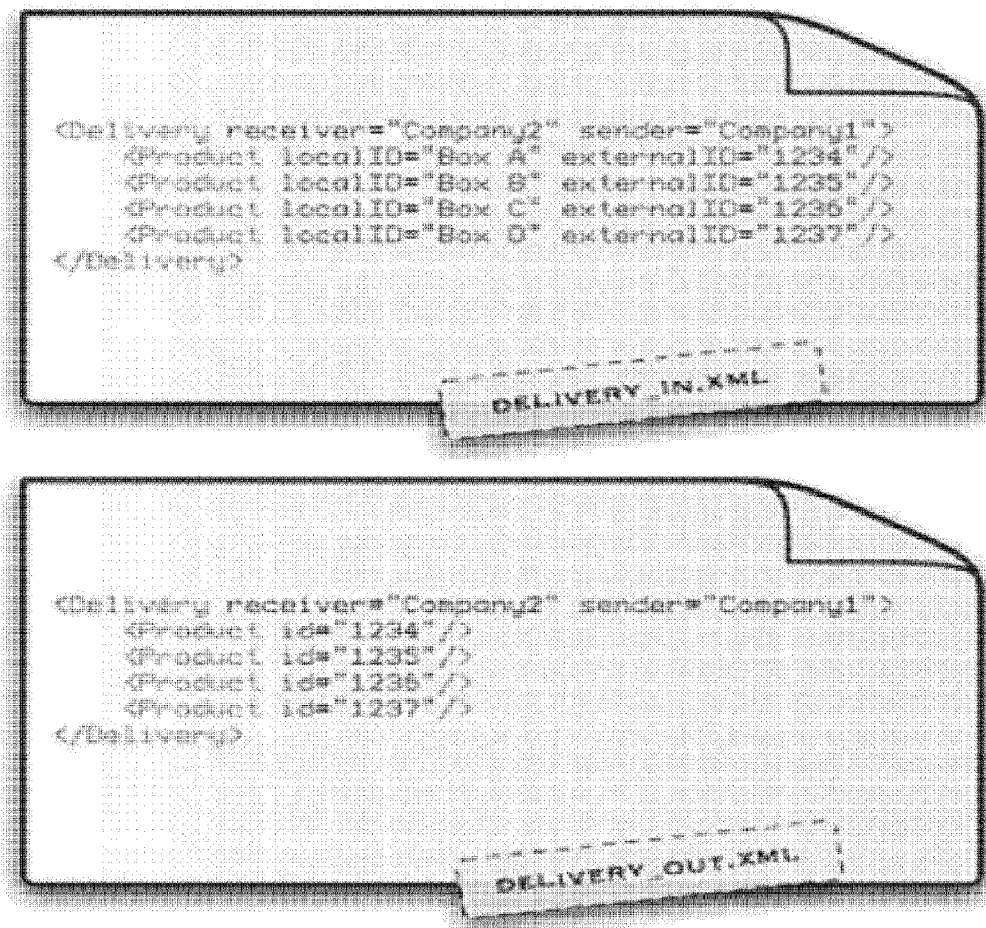 <Delivery receiver="Company2" sender="Company1">
<Product localID="Box A" externalID="1234"/>
<Product localID="Box B" externalID="1235"/>
<Product localID="Box C" externalID="1236"/>
<Product localID="Box D" externalID="1237"/>
</Delivery>
DELIVERY_IN.XML
<Delivery receiver="Company2" sender="Company1">
<Product id="1234"/>
<Product id="1235"/>
<Product id="1236"/>
<Product id="1237"/>
</Delivery>
DELIVERY_OUT.XML